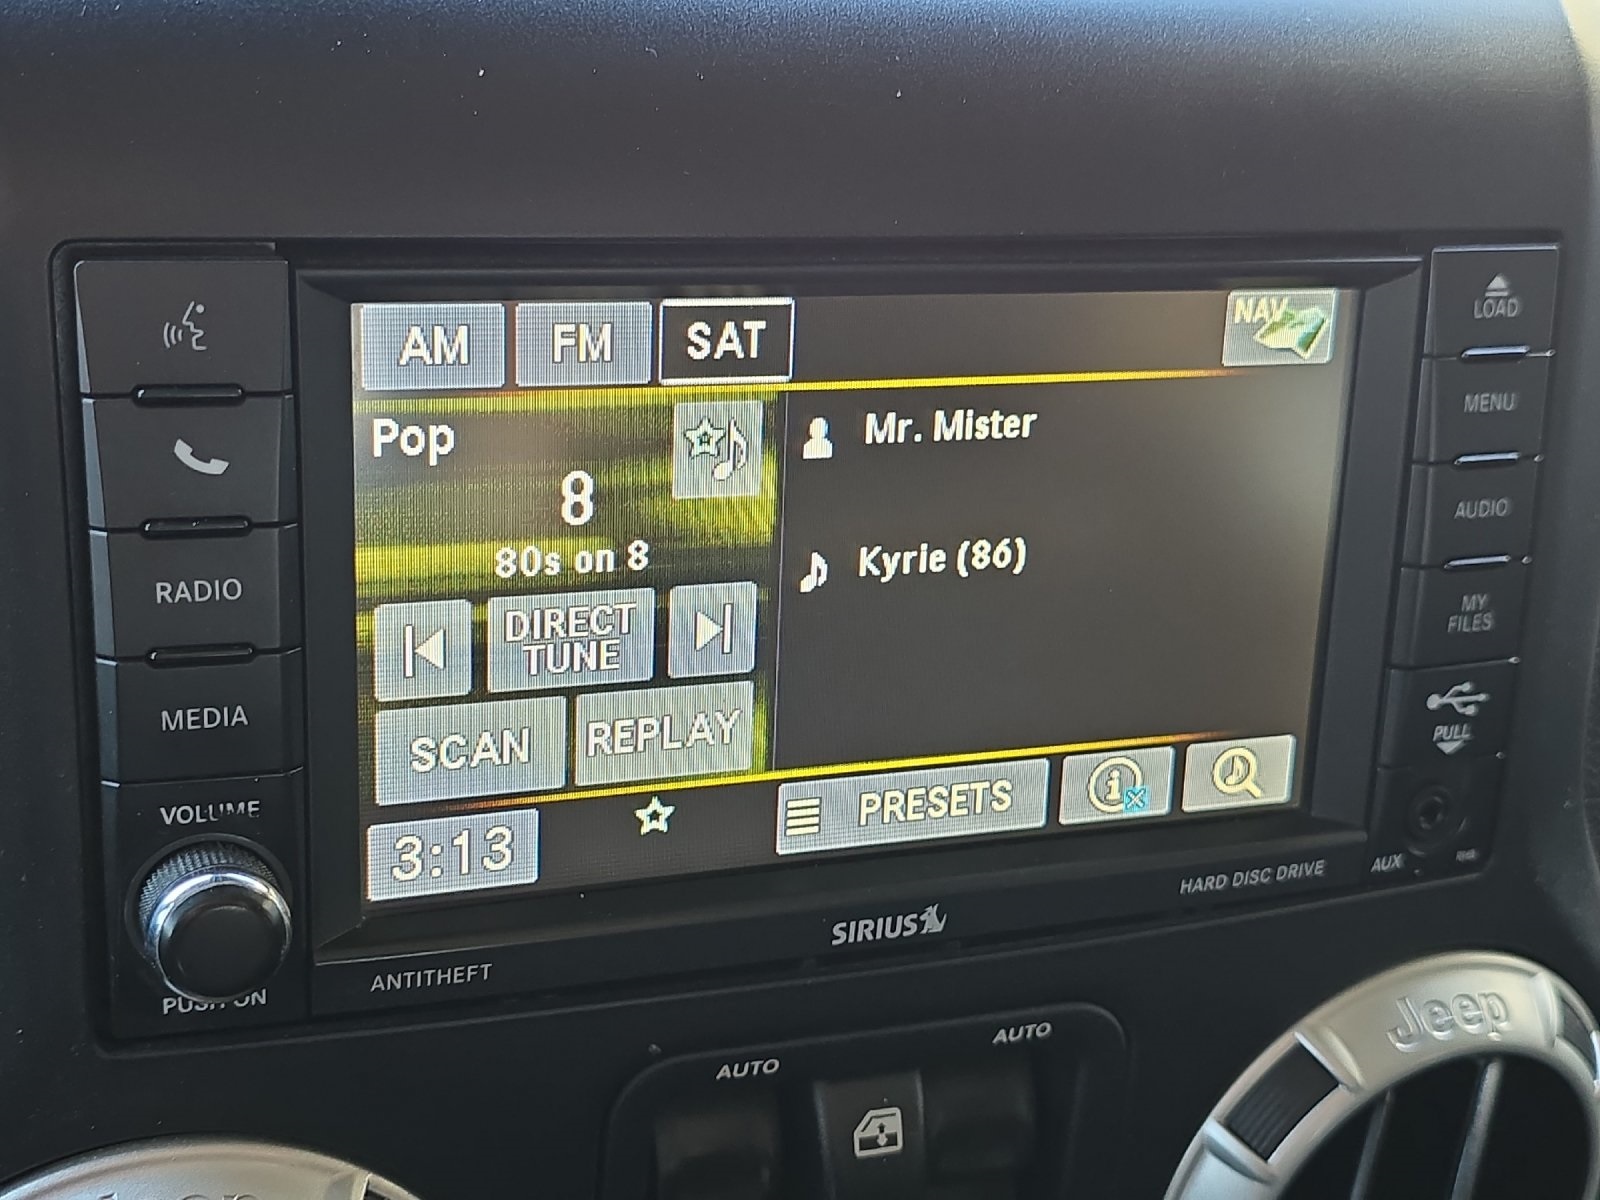 AM FM SAT NAV
Pop
8
80s on 8
DIRECT
TUNE
SCAN REPLAY
3:13
Mr. Mister
Kyrie (86)
PRESETS
RADIO
MEDIA
VOLUME
PUSH ON
ANTITHEFT
SIRIUS
HARD DISC DRIVE
LOAD
MENU
AUDIO
MY
FILES
PULL
AUX
AUTO
AUTO
Jeep